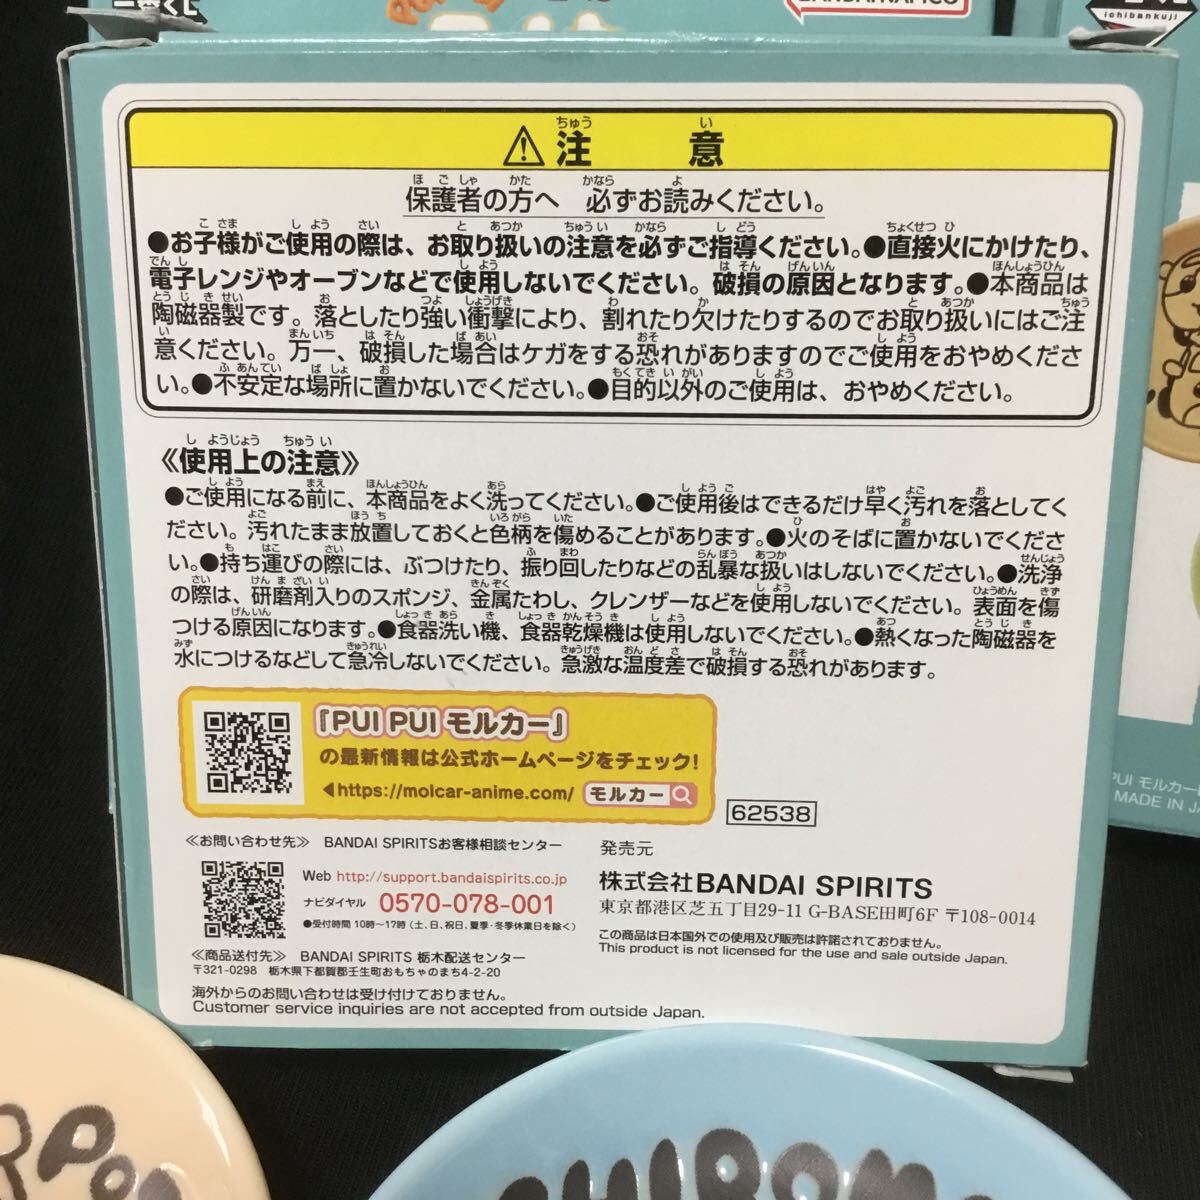 一番くじ
BANDAI NAMCO
ichibankuji
⚠注意
保護者の方へ 必ずお読みください。
●お子様がご使用の際は、お取り扱いの注意を必ずご指導ください。●直接火にかけたり、
電子レンジやオーブンなどで使用しないでください。破損の原因となります。●本商品は
陶磁器製です。落としたり強い衝撃により、割れたり欠けたりするのでお取り扱いにはご注
意ください。万一、破損した場合はケガをする恐れがありますのでご使用をおやめくださ
い。●不安定な場所に置かないでください。●目的以外のご使用は、おやめください。
《使用上の注意》
●ご使用になる前に、本商品をよく洗ってください。●ご使用後はできるだけ早く汚れを落としてく
ださい。汚れたまま放置しておくと色柄を傷めることがあります。●火のそばに置かないでくださ
い。●持ち運びの際には、ぶつけたり、振り回したりなどの乱暴な扱いはしないでください。●洗浄
の際は、研磨剤入りのスポンジ、金属たわし、クレンザーなどを使用しないでください。表面を傷
つける原因になります。●食器洗い機、食器乾燥機は使用しないでください。●熱くなった陶磁器を
水につけるなどして急冷しないでください。急激な温度差で破損する恐れがあります。
『PUI PUI モルカー』
の最新情報は公式ホームページをチェック!
◀https://molcar-anime.com/ モルカー
62538
≪お問い合わせ先≫ BANDAI SPIRITSお客様相談センター
Web http://support.bandaispirits.co.jp
ナビダイヤル 0570-078-001
●受付時間 10時〜17時(土、日、祝日、夏季・冬季休業日を除く)
≪商品送付先≫ BANDAI SPIRITS 栃木配送センター
〒321-0298 栃木県下都賀郡壬生町おもちゃのまち4-2-20
海外からのお問い合わせは受け付けておりません。
Customer service inquiries are not accepted from outside Japan.
発売元
株式会社BANDAI SPIRITS
東京都港区芝五丁目29-11 G-BASE田町6F 〒108-0014
この商品は日本国外での使用及び販売は許諾されておりません。
This product is not licensed for the use and sale outside Japan.
PUI モルカー
MADE IN JA